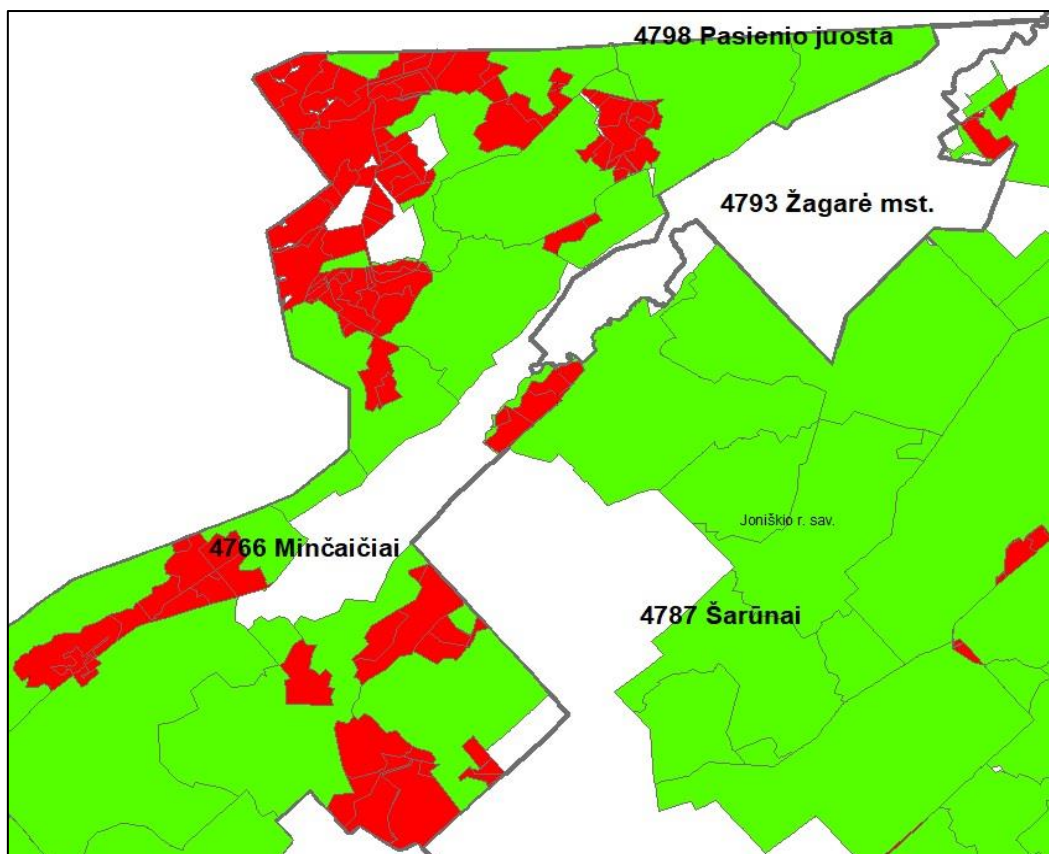 4798 Pasienio juosta
4793 Žagarė mst.
Joniškio r. sav.
4766 Minčaičiai
4787 Šarūnai